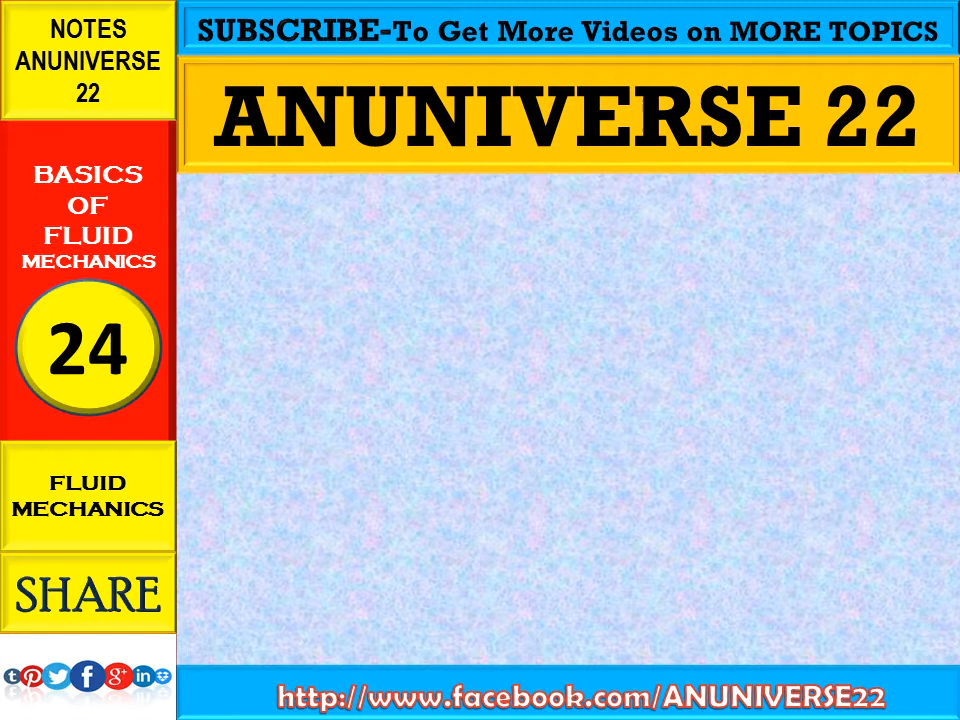 NOTES
ANUNIVERSE
22
SUBSCRIBE-To Get More Videos on MORE TOPICS
ANUNIVERSE 22
BASICS
OF
FLUID
MECHANICS
24
FLUID
MECHANICS
SHARE
http://www.facebook.com/ANUNIVERSE22